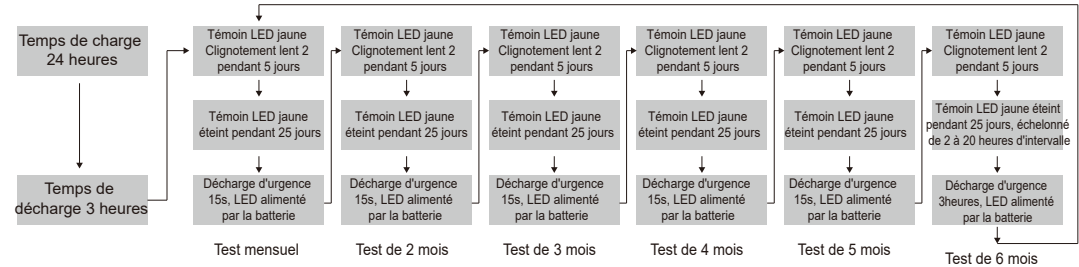 Temps de charge
24 heures
Temps de
décharge 3 heures
Témoin LED jaune
Clignotement lent 2
pendant 5 jours
Témoin LED jaune
éteint pendant 25 jours
Décharge d'urgence
15s, LED alimenté
par la batterie
Test mensuel
Témoin LED jaune
Clignotement lent 2
pendant 5 jours
Témoin LED jaune
éteint pendant 25 jours
Décharge d'urgence
15s, LED alimenté
par la batterie
Test de 2 mois
Témoin LED jaune
Clignotement lent 2
pendant 5 jours
Témoin LED jaune
éteint pendant 25 jours
Décharge d'urgence
15s, LED alimenté
par la batterie
Test de 3 mois
Témoin LED jaune
Clignotement lent 2
pendant 5 jours
Témoin LED jaune
éteint pendant 25 jours
Décharge d'urgence
15s, LED alimenté
par la batterie
Test de 4 mois
Témoin LED jaune
Clignotement lent 2
pendant 5 jours
Témoin LED jaune
éteint pendant 25 jours
Décharge d'urgence
15s, LED alimenté
par la batterie
Test de 5 mois
Témoin LED jaune
Clignotement lent 2
pendant 5 jours
Témoin LED jaune éteint
pendant 25 jours, échelonné
de 2 à 20 heures d'intervalle
Décharge d'urgence
3heures, LED alimenté
par la batterie
Test de 6 mois